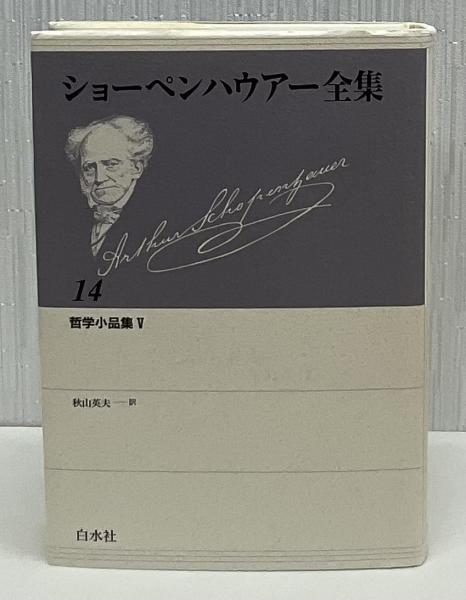 ショーペンハウアー全集
Arthur Schopenhauer
14
哲学小品集 V
秋山英夫──訳
白水社